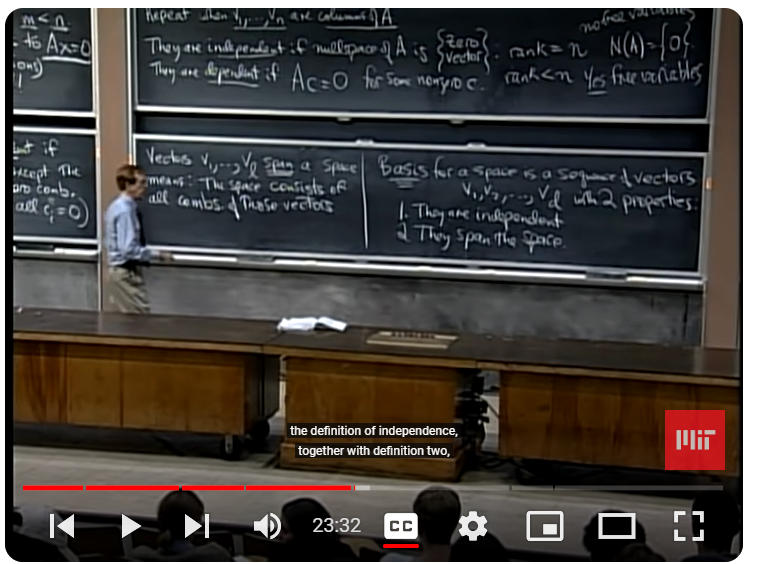 m < n
to Ax=0
Repeat when v1,..,vn are columns of A
They are independent if nullspace of A is {zero vector}
They are dependent if Ac=0 for some nonzero c.
no free variables
rank = n N(A)={0}
rank<n Yes free variables
if
except the
zero comb.
all ci=0)
Vectors v1,...,vl span a space
means: The space consists of
all combs. of those vectors
Basis for a space is a sequence of vectors
v1,v2,...,vd with 2 properties:
1. They are independent
2. They span the space.
the definition of independence,
together with definition two,
MIT
23:32
CC